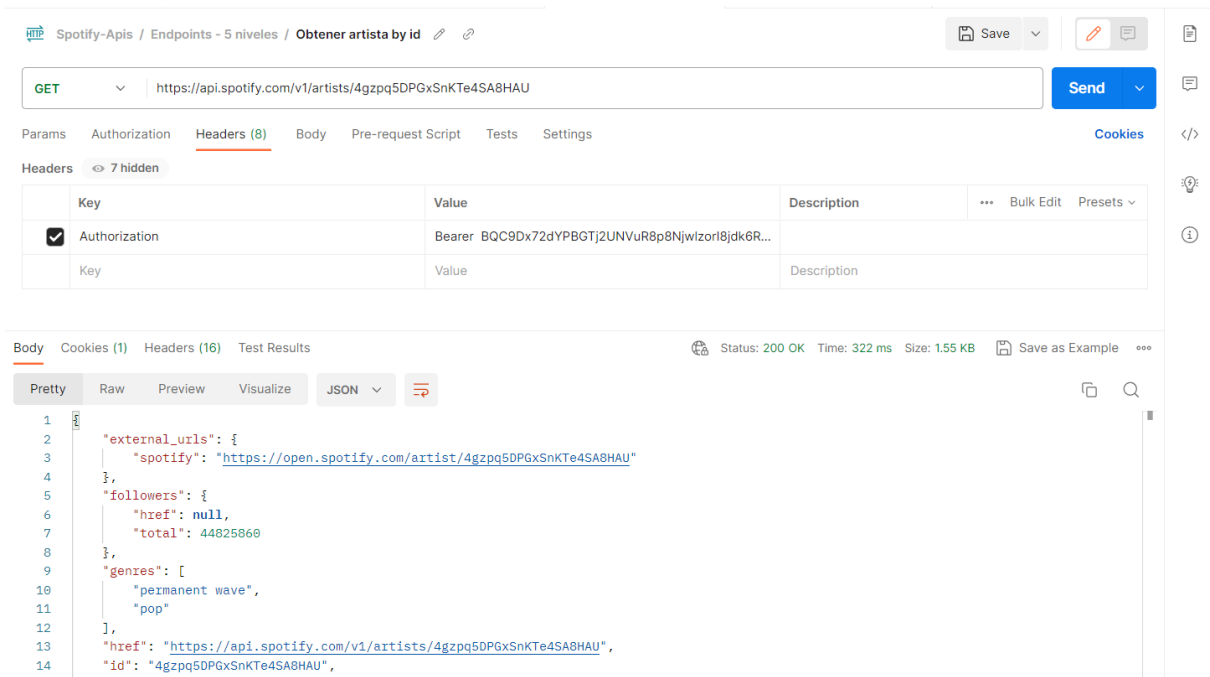 HTTP Spotify-Apis / Endpoints - 5 niveles / Obtener artista by id Save
GET https://api.spotify.com/v1/artists/4gzpq5DPGxSnKTe4SA8HAU Send
Params Authorization Headers (8) Body Pre-request Script Tests Settings Cookies
Headers 7 hidden
Key Value Description ••• Bulk Edit Presets
Authorization Bearer BQC9Dx72dYPBGTj2UNVuR8p8Njwlzorl8jdk6R...
Key Value Description
Body Cookies (1) Headers (16) Test Results Status: 200 OK Time: 322 ms Size: 1.55 KB Save as Example
Pretty Raw Preview Visualize JSON
1 {
2 "external_urls": {
3 "spotify": "https://open.spotify.com/artist/4gzpq5DPGxSnKTe4SA8HAU"
4 },
5 "followers": {
6 "href": null,
7 "total": 44825860
8 },
9 "genres": [
10 "permanent wave",
11 "pop"
12 ],
13 "href": "https://api.spotify.com/v1/artists/4gzpq5DPGxSnKTe4SA8HAU",
14 "id": "4gzpq5DPGxSnKTe4SA8HAU",